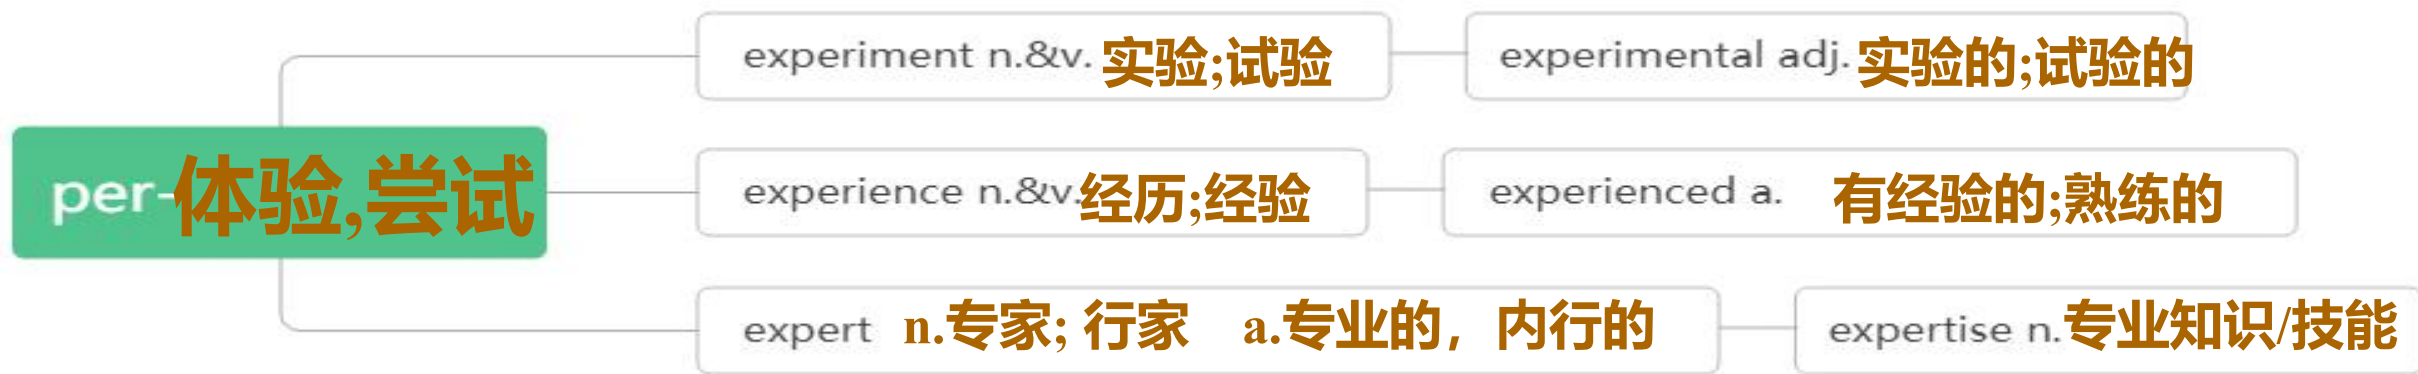 experiment n.&v. 实验;试验
experimental adj. 实验的;试验的
per-体验,尝试
experience n.&v.经历;经验
experienced a. 有经验的;熟练的
expert n.专家; 行家 a.专业的，内行的
expertise n.专业知识/技能